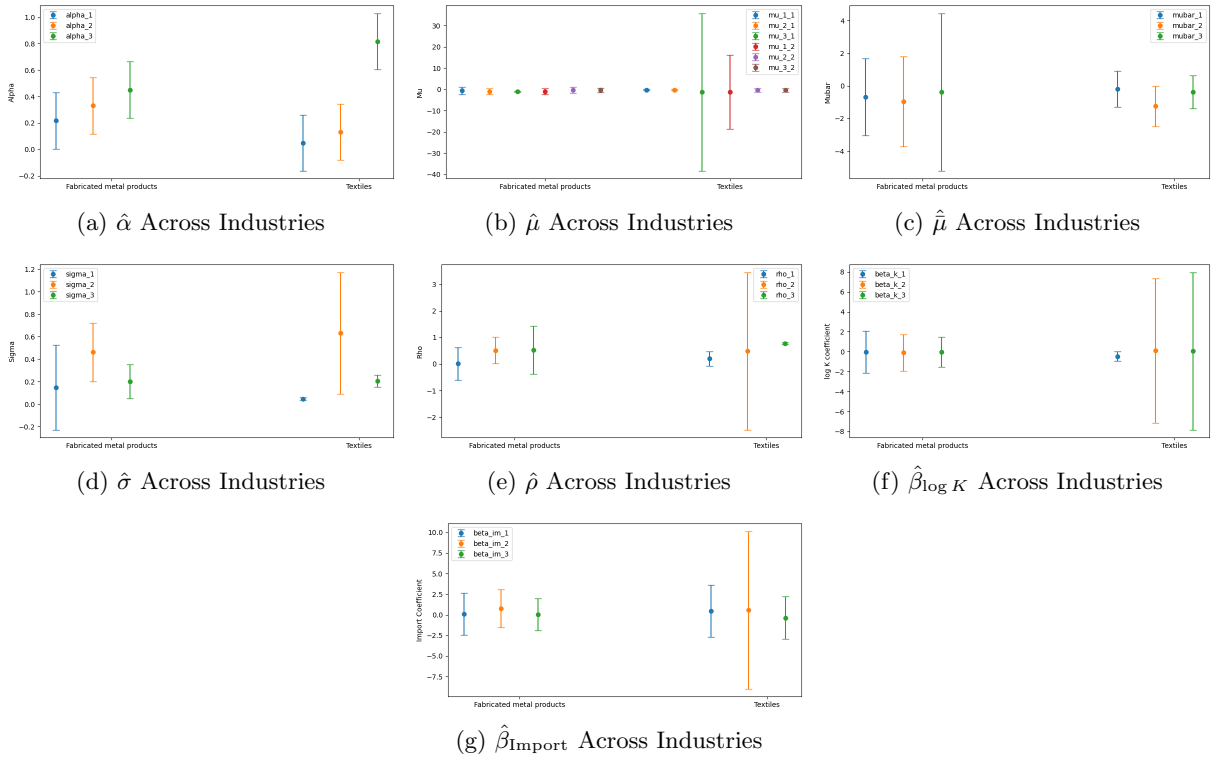 1.0
0.8
0.6
0.4
0.2
0.0
−0.2
Alpha
alpha_1
alpha_2
alpha_3
Fabricated metal products
Textiles
(a) α̂ Across Industries
30
20
10
0
−10
−20
−30
−40
Mu
mu_1_1
mu_2_1
mu_3_1
mu_1_2
mu_2_2
mu_3_2
Fabricated metal products
Textiles
(b) μ̂ Across Industries
4
2
0
−2
−4
Mubar
mubar_1
mubar_2
mubar_3
Fabricated metal products
Textiles
(c) μ̄̂ Across Industries
1.2
1.0
0.8
0.6
0.4
0.2
0.0
−0.2
Sigma
sigma_1
sigma_2
sigma_3
Fabricated metal products
Textiles
(d) σ̂ Across Industries
3
2
1
0
−1
−2
Rho
rho_1
rho_2
rho_3
Fabricated metal products
Textiles
(e) ρ̂ Across Industries
8
6
4
2
0
−2
−4
−6
−8
log K coefficient
beta_k_1
beta_k_2
beta_k_3
Fabricated metal products
Textiles
(f) β̂log K Across Industries
10.0
7.5
5.0
2.5
0.0
−2.5
−5.0
−7.5
Import Coefficient
beta_im_1
beta_im_2
beta_im_3
Fabricated metal products
Textiles
(g) β̂Import Across Industries